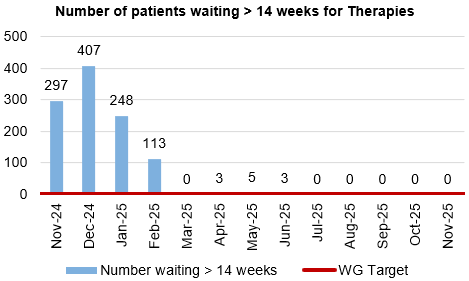 Number of patients waiting > 14 weeks for Therapies
500
400
300
200
100
0
297
407
248
113
0
3
5
3
0
0
0
0
0
Nov-24
Dec-24
Jan-25
Feb-25
Mar-25
Apr-25
May-25
Jun-25
Jul-25
Aug-25
Sep-25
Oct-25
Nov-25
Number waiting > 14 weeks
WG Target